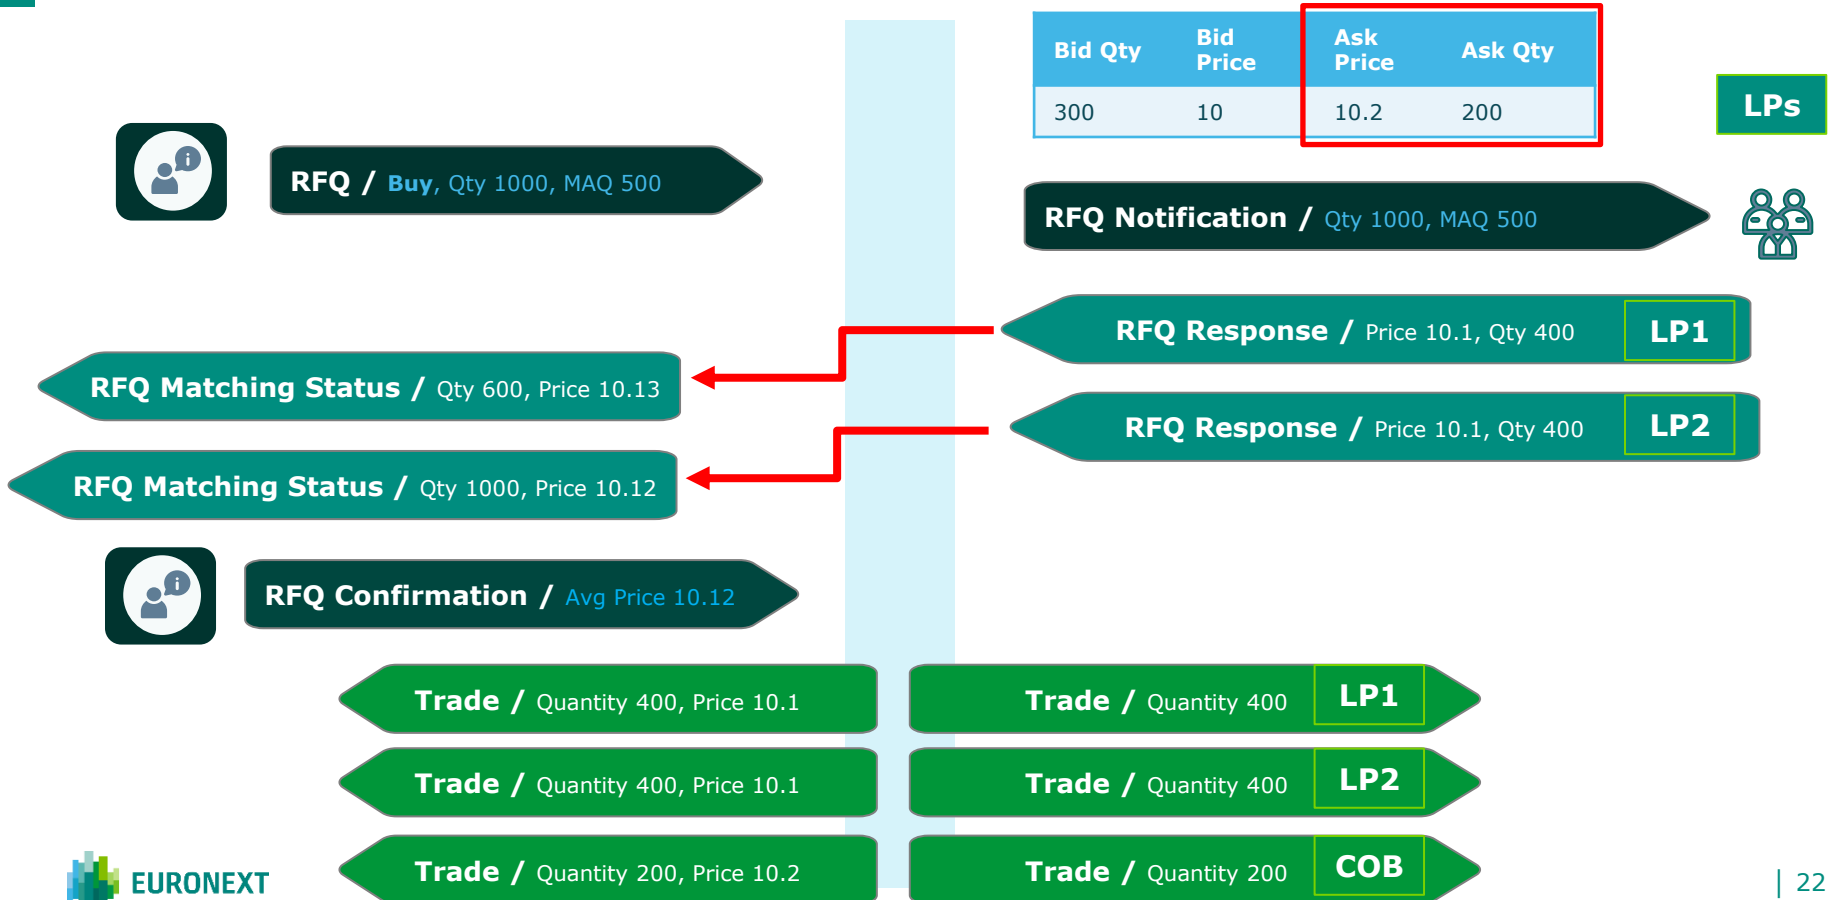 Bid Qty Bid Price Ask Price Ask Qty
300 10 10.2 200
LPs
RFQ / Buy, Qty 1000, MAQ 500
RFQ Notification / Qty 1000, MAQ 500
RFQ Response / Price 10.1, Qty 400 LP1
RFQ Matching Status / Qty 600, Price 10.13
RFQ Response / Price 10.1, Qty 400 LP2
RFQ Matching Status / Qty 1000, Price 10.12
RFQ Confirmation / Avg Price 10.12
Trade / Quantity 400, Price 10.1 Trade / Quantity 400 LP1
Trade / Quantity 400, Price 10.1 Trade / Quantity 400 LP2
Trade / Quantity 200, Price 10.2 Trade / Quantity 200 COB
EURONEXT
| 22